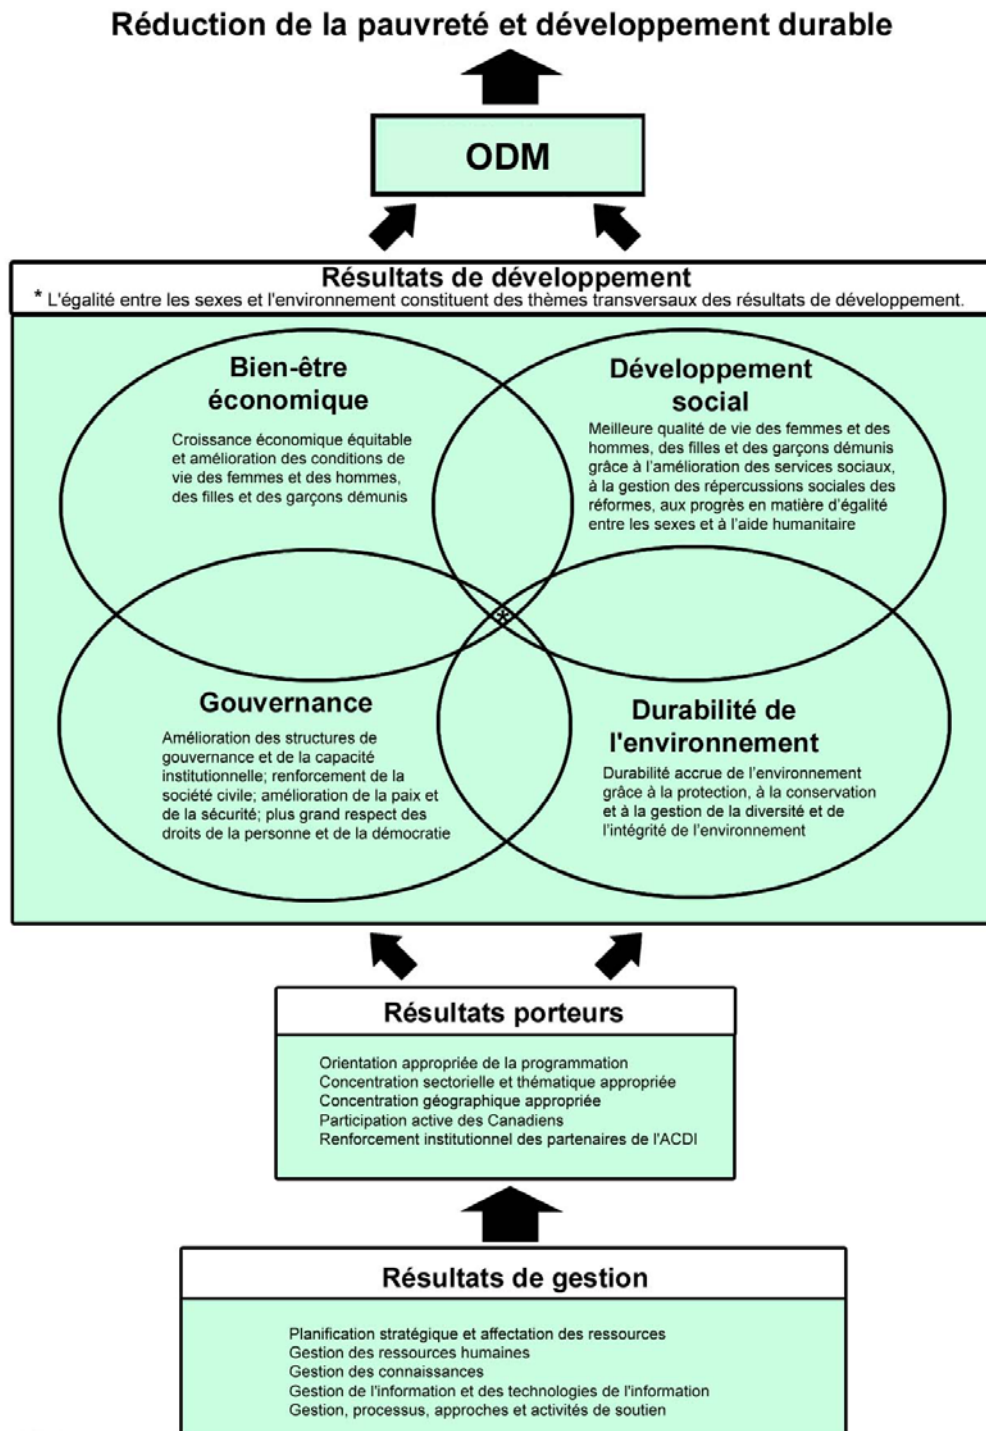 Réduction de la pauvreté et développement durable
ODM
Résultats de développement
* L'égalité entre les sexes et l'environnement constituent des thèmes transversaux des résultats de développement.
Bien-être
économique
Croissance économique équitable
et amélioration des conditions de
vie des femmes et des hommes,
des filles et des garçons démunis
Développement
social
Meilleure qualité de vie des femmes et des
hommes, des filles et des garçons démunis
grâce à l'amélioration des services sociaux,
à la gestion des répercussions sociales des
réformes, aux progrès en matière d'égalité
entre les sexes et à l'aide humanitaire
*
Gouvernance
Amélioration des structures de
gouvernance et de la capacité
institutionnelle; renforcement de la
société civile; amélioration de la paix et
de la sécurité; plus grand respect des
droits de la personne et de la démocratie
Durabilité de
l'environnement
Durabilité accrue de l'environnement
grâce à la protection, à la conservation
et à la gestion de la diversité et de
l'intégrité de l'environnement
Résultats porteurs
Orientation appropriée de la programmation
Concentration sectorielle et thématique appropriée
Concentration géographique appropriée
Participation active des Canadiens
Renforcement institutionnel des partenaires de l'ACDI
Résultats de gestion
Planification stratégique et affectation des ressources
Gestion des ressources humaines
Gestion des connaissances
Gestion de l'information et des technologies de l'information
Gestion, processus, approches et activités de soutien